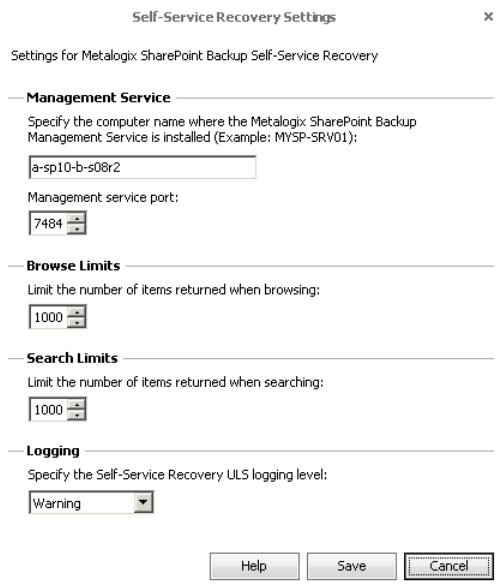 Self-Service Recovery Settings
Settings for Metalogix SharePoint Backup Self-Service Recovery
Management Service
Specify the computer name where the Metalogix SharePoint Backup
Management Service is installed (Example: MYSP-SRV01):
a-sp10-b-s08r2
Management service port:
7484
Browse Limits
Limit the number of items returned when browsing:
1000
Search Limits
Limit the number of items returned when searching:
1000
Logging
Specify the Self-Service Recovery ULS logging level:
Warning
Help Save Cancel